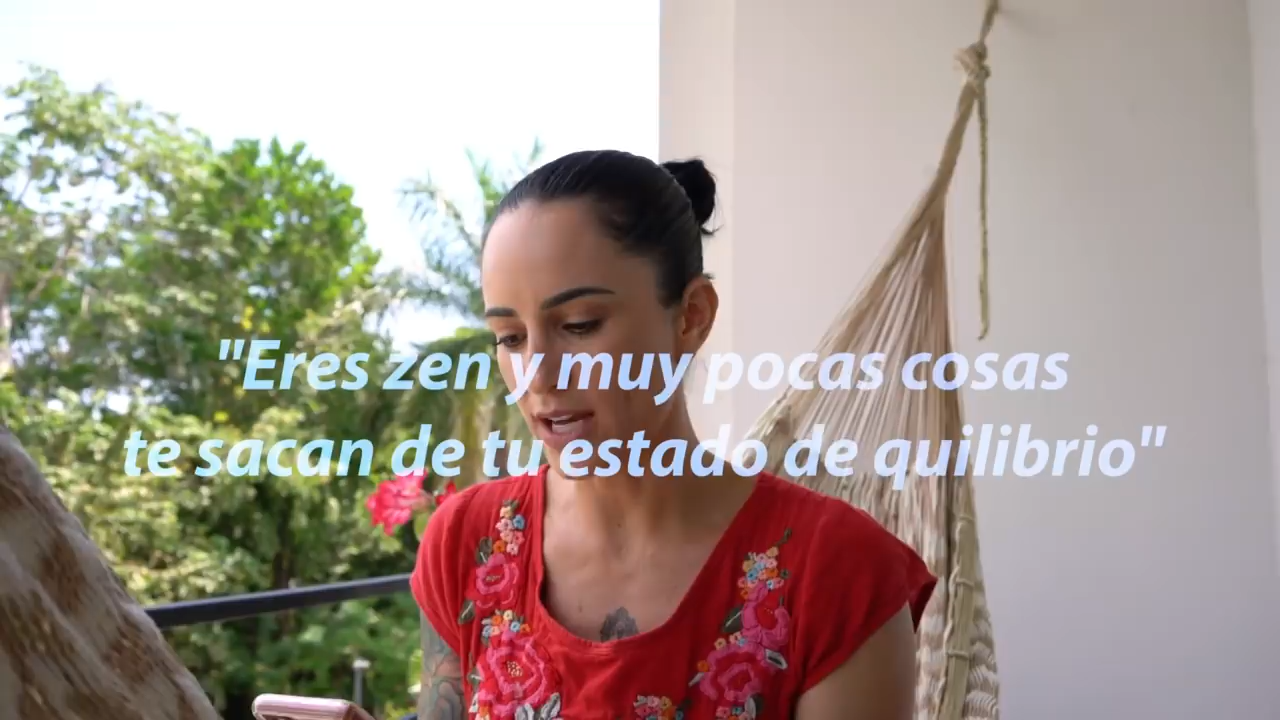 "Eres zen y muy pocas cosas
te sacan de tu estado de quilibrio"